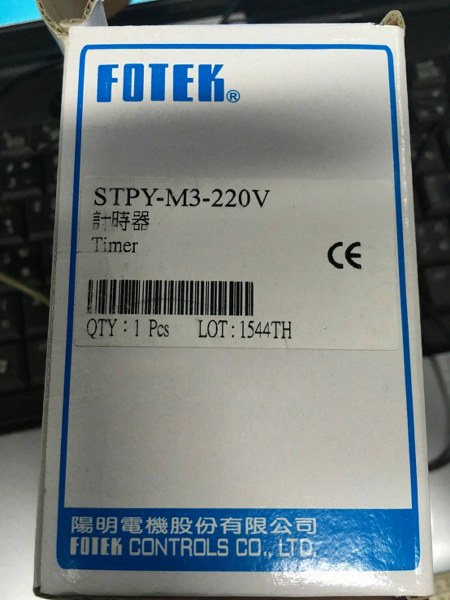 FOTEK®
STPY-M3-220V
計時器
Timer
CE
QTY : 1 Pcs LOT : 1544TH
陽明電機股份有限公司
FOTEK CONTROLS CO., LTD.